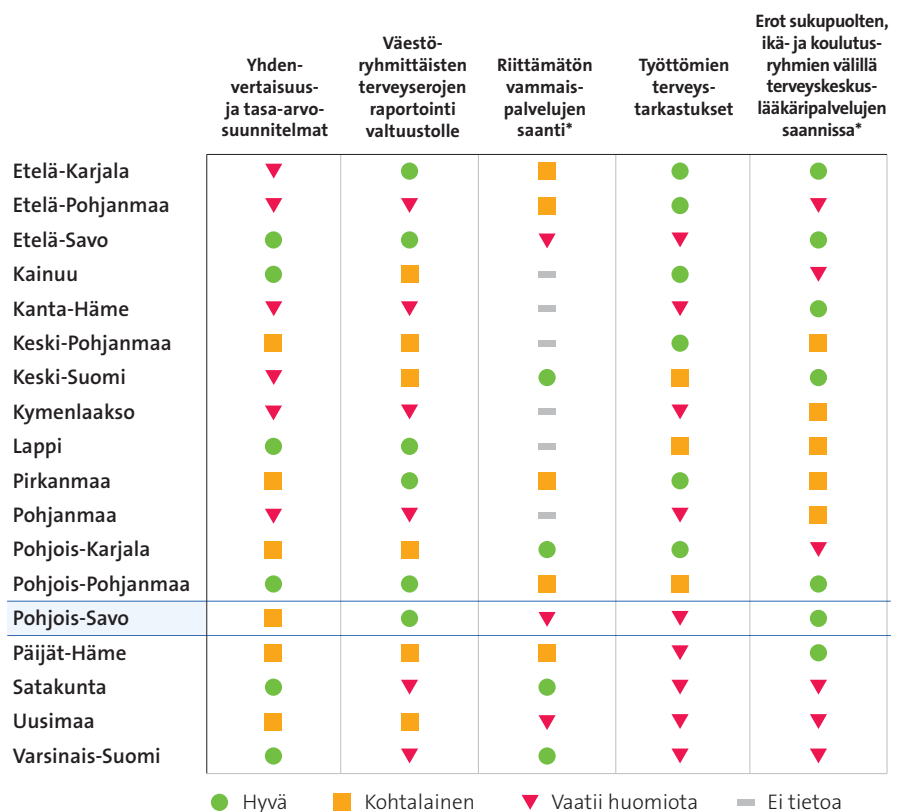 Yhden-
vertaisuus-
ja tasa-arvo-
suunnitelmat
Väestö-
ryhmittäisten
terveyserojen
raportointi
valtuustolle
Riittämätön
vammais-
palvelujen
saanti*
Työttömien
terveys-
tarkastukset
Erot sukupuolten,
ikä- ja koulutus-
ryhmien välillä
terveyskeskus-
lääkäripalvelujen
saannissa*
Etelä-Karjala
Etelä-Pohjanmaa
Etelä-Savo
Kainuu
Kanta-Häme
Keski-Pohjanmaa
Keski-Suomi
Kymenlaakso
Lappi
Pirkanmaa
Pohjanmaa
Pohjois-Karjala
Pohjois-Pohjanmaa
Pohjois-Savo
Päijät-Häme
Satakunta
Uusimaa
Varsinais-Suomi
Hyvä Kohtalainen Vaatii huomiota Ei tietoa